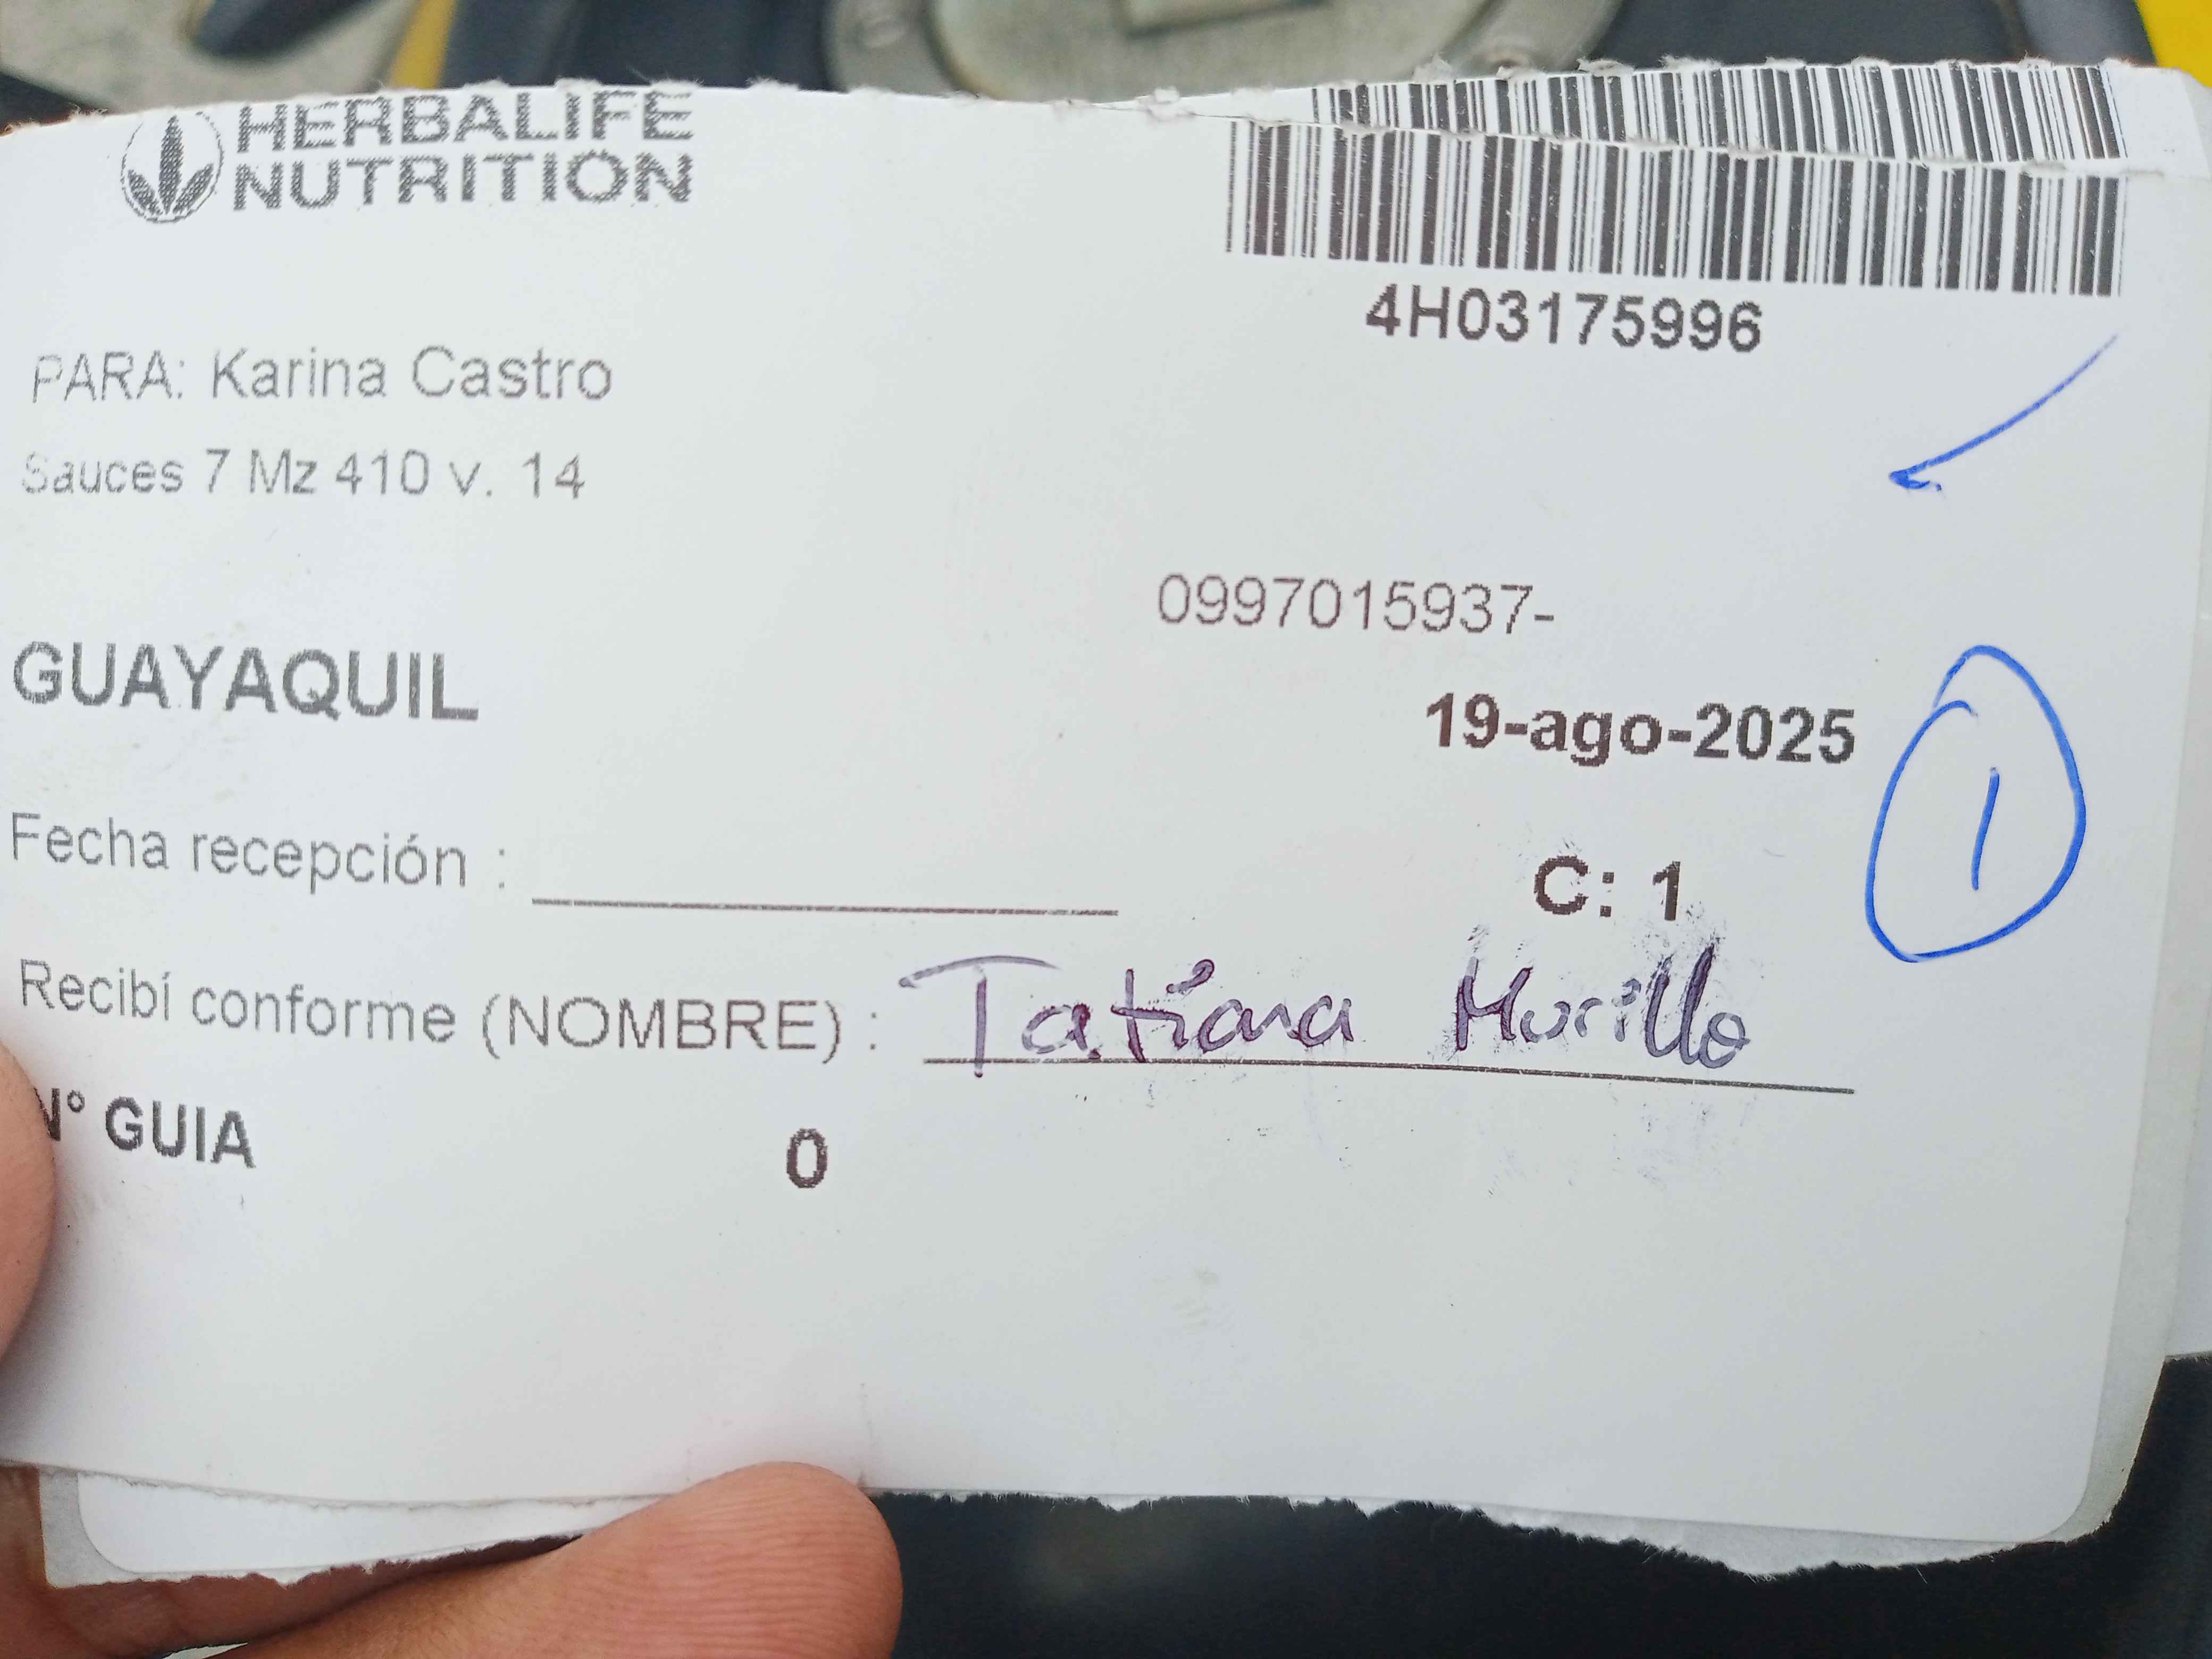 HERBALIFE
NUTRITION
4H03175996
PARA: Karina Castro
Sauces 7 Mz 410 v. 14
0997015937-
GUAYAQUIL
19-ago-2025
1
Fecha recepción :
C: 1
Recibí conforme (NOMBRE) : Tatiana Murillo
N° GUIA 0